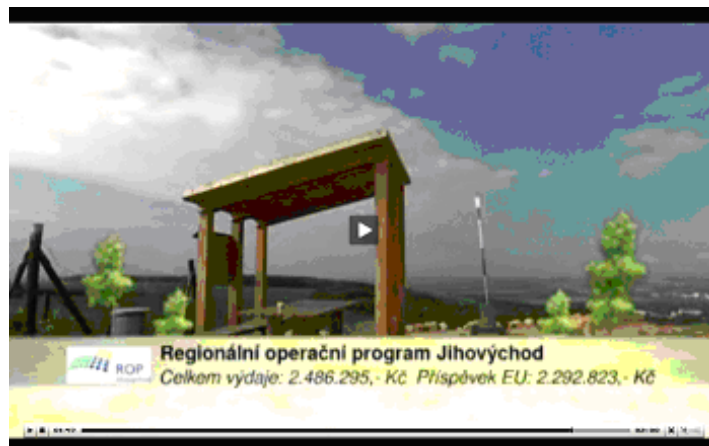 ROP
Regionální operační program Jihovýchod
Celkem výdaje: 2.486.295,- Kč Příspěvek EU: 2.292.823,- Kč